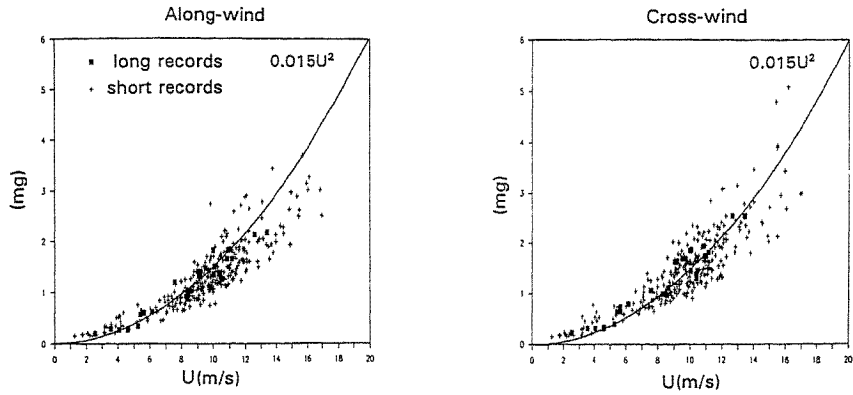 Along-wind
6
5
4
3
2
1
0
(mg)
■ long records
+ short records
0.015U²
0 2 4 6 8 10 12 14 16 18 20
U(m/s)
Cross-wind
6
5
4
3
2
1
0
(mg)
0.015U²
0 2 4 6 8 10 12 14 16 18 20
U(m/s)